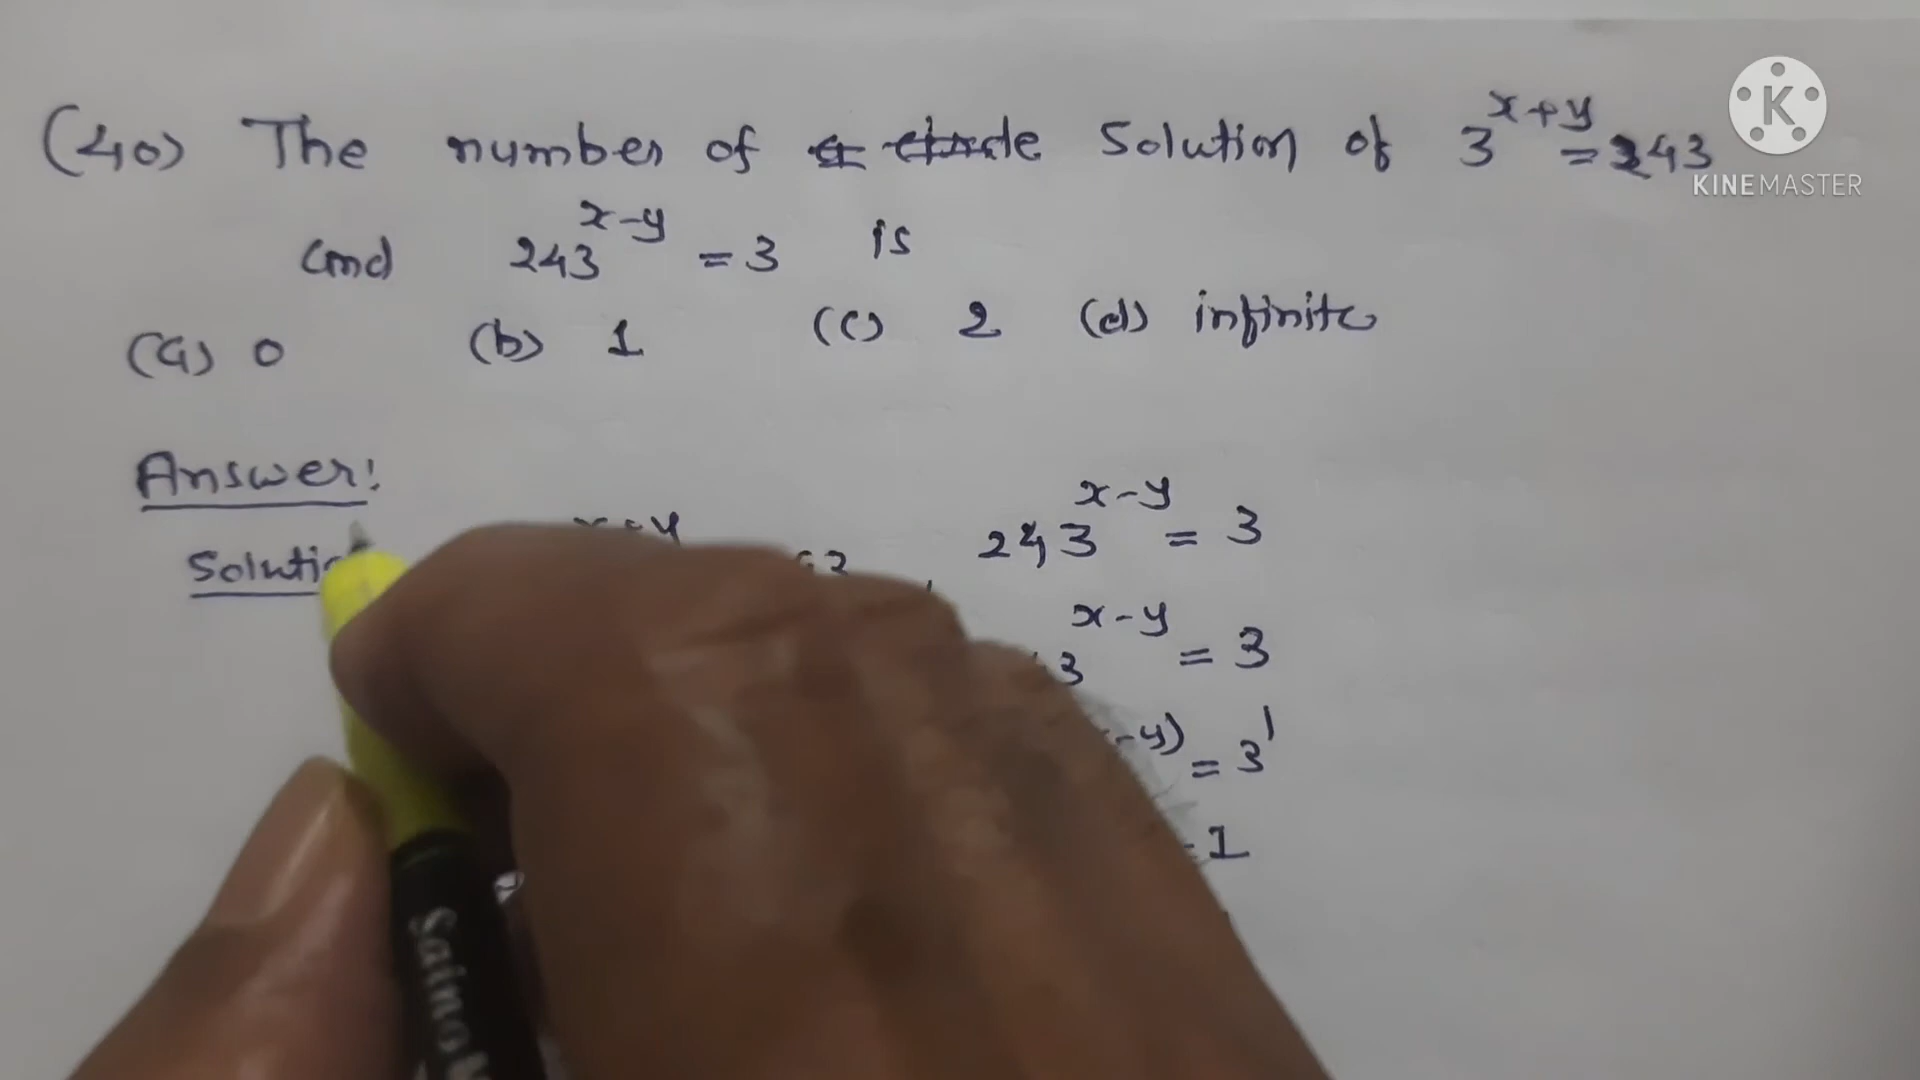 (40) The number of solution of 3^{x+y} = 243
and 243^{x-y} = 3 is
(a) 0 (b) 1 (c) 2 (d) infinite
Answer:
243^{x-y} = 3
x-y = 3
-y) = 3^1
1
KINEMASTER
Saino